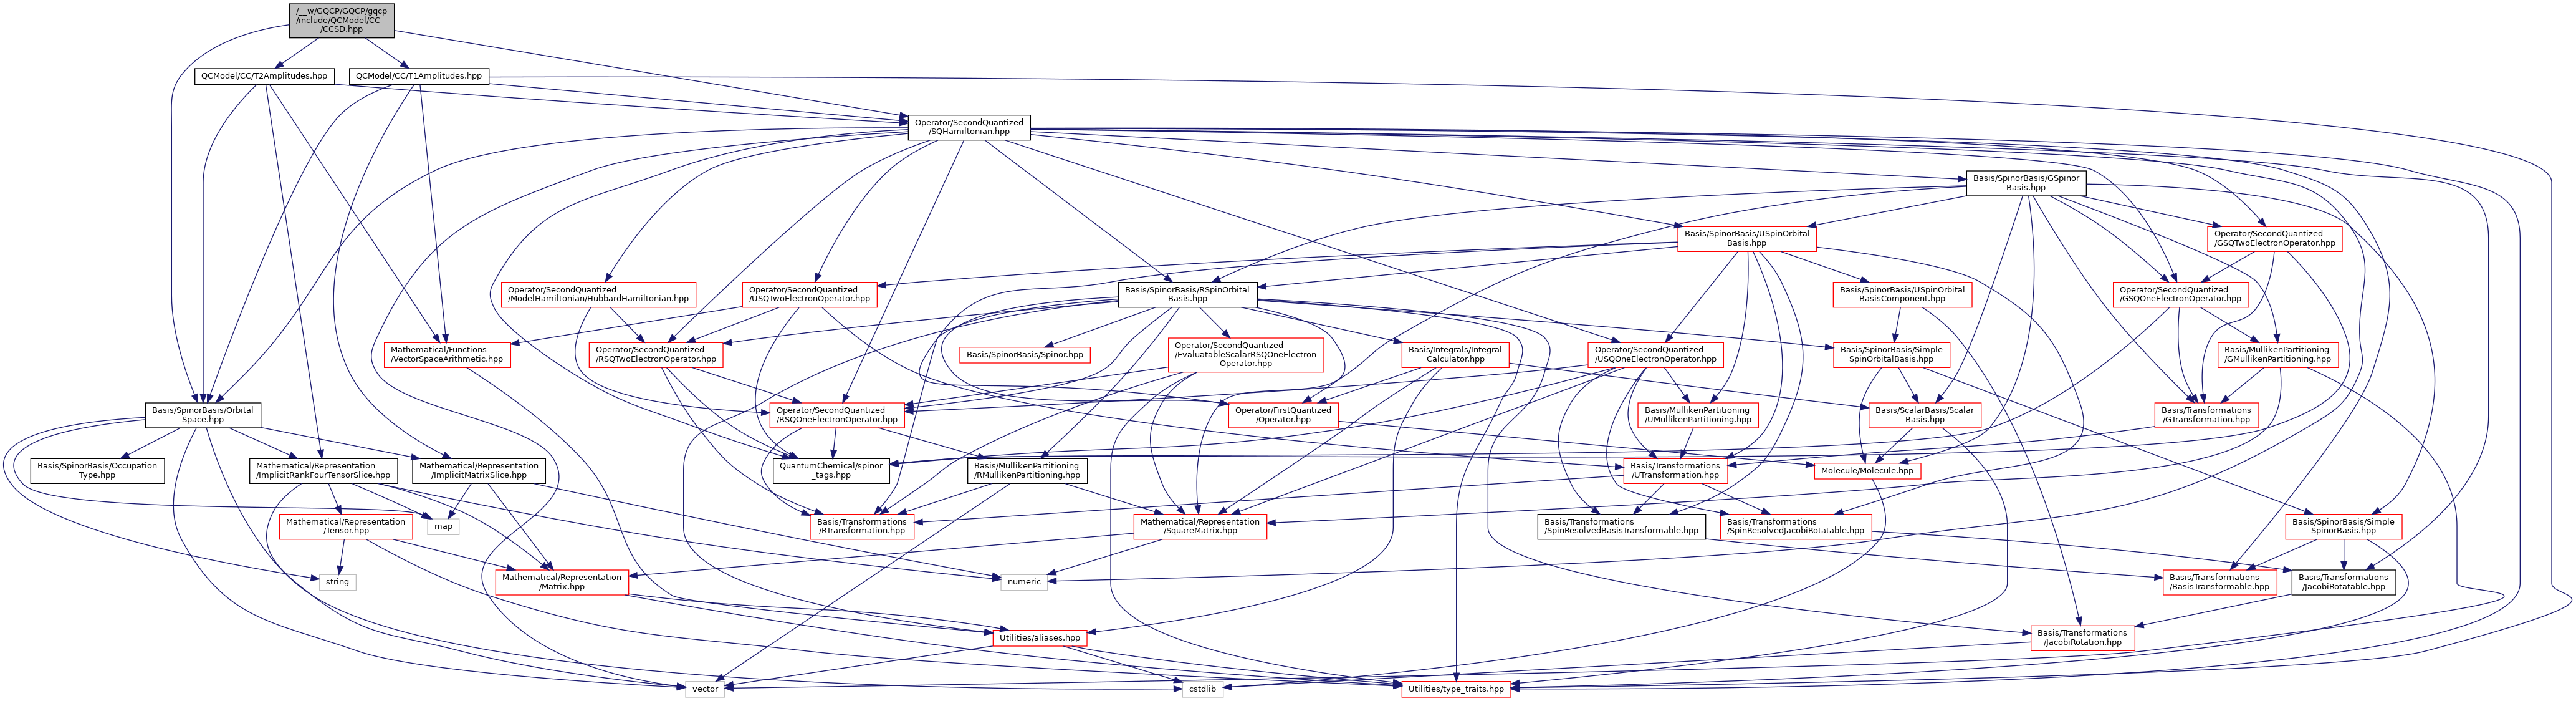 /__w/GQCP/GQCP/gqcp
/include/QCModel/CC
/CCSD.hpp
QCModel/CC/T2Amplitudes.hpp
QCModel/CC/T1Amplitudes.hpp
Operator/SecondQuantized
/SQHamiltonian.hpp
Basis/SpinorBasis/GSpinor
Basis.hpp
Basis/SpinorBasis/USpinOrbital
Basis.hpp
Operator/SecondQuantized
/GSQTwoElectronOperator.hpp
Operator/SecondQuantized
/ModelHamiltonian/HubbardHamiltonian.hpp
Operator/SecondQuantized
/USQTwoElectronOperator.hpp
Basis/SpinorBasis/RSpinOrbital
Basis.hpp
Basis/SpinorBasis/USpinOrbital
BasisComponent.hpp
Operator/SecondQuantized
/GSQOneElectronOperator.hpp
Mathematical/Functions
/VectorSpaceArithmetic.hpp
Operator/SecondQuantized
/RSQTwoElectronOperator.hpp
Basis/SpinorBasis/Spinor.hpp
Operator/SecondQuantized
/EvaluatableScalarRSQOneElectron
Operator.hpp
Basis/Integrals/Integral
Calculator.hpp
Operator/SecondQuantized
/USQOneElectronOperator.hpp
Basis/SpinorBasis/Simple
SpinOrbitalBasis.hpp
Basis/MullikenPartitioning
/GMullikenPartitioning.hpp
Basis/SpinorBasis/Orbital
Space.hpp
Operator/SecondQuantized
/RSQOneElectronOperator.hpp
Operator/FirstQuantized
/Operator.hpp
Basis/MullikenPartitioning
/UMullikenPartitioning.hpp
Basis/ScalarBasis/Scalar
Basis.hpp
Basis/Transformations
/GTransformation.hpp
Basis/SpinorBasis/Occupation
Type.hpp
Mathematical/Representation
/ImplicitRankFourTensorSlice.hpp
Mathematical/Representation
/ImplicitMatrixSlice.hpp
QuantumChemical/spinor
_tags.hpp
Basis/MullikenPartitioning
/RMullikenPartitioning.hpp
Basis/Transformations
/UTransformation.hpp
Molecule/Molecule.hpp
Mathematical/Representation
/Tensor.hpp
map
Basis/Transformations
/RTransformation.hpp
Mathematical/Representation
/SquareMatrix.hpp
Basis/Transformations
/SpinResolvedBasisTransformable.hpp
Basis/Transformations
/SpinResolvedJacobiRotatable.hpp
Basis/SpinorBasis/Simple
SpinorBasis.hpp
string
Mathematical/Representation
/Matrix.hpp
numeric
Basis/Transformations
/BasisTransformable.hpp
Basis/Transformations
/JacobiRotatable.hpp
Utilities/aliases.hpp
Basis/Transformations
/JacobiRotation.hpp
vector
cstdlib
Utilities/type_traits.hpp